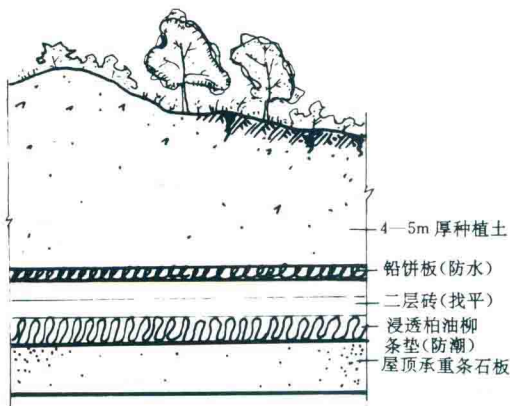 4—5m 厚种植土
铅饼板(防水)
二层砖(找平)
浸透柏油柳
条垫(防潮)
屋顶承重条石板